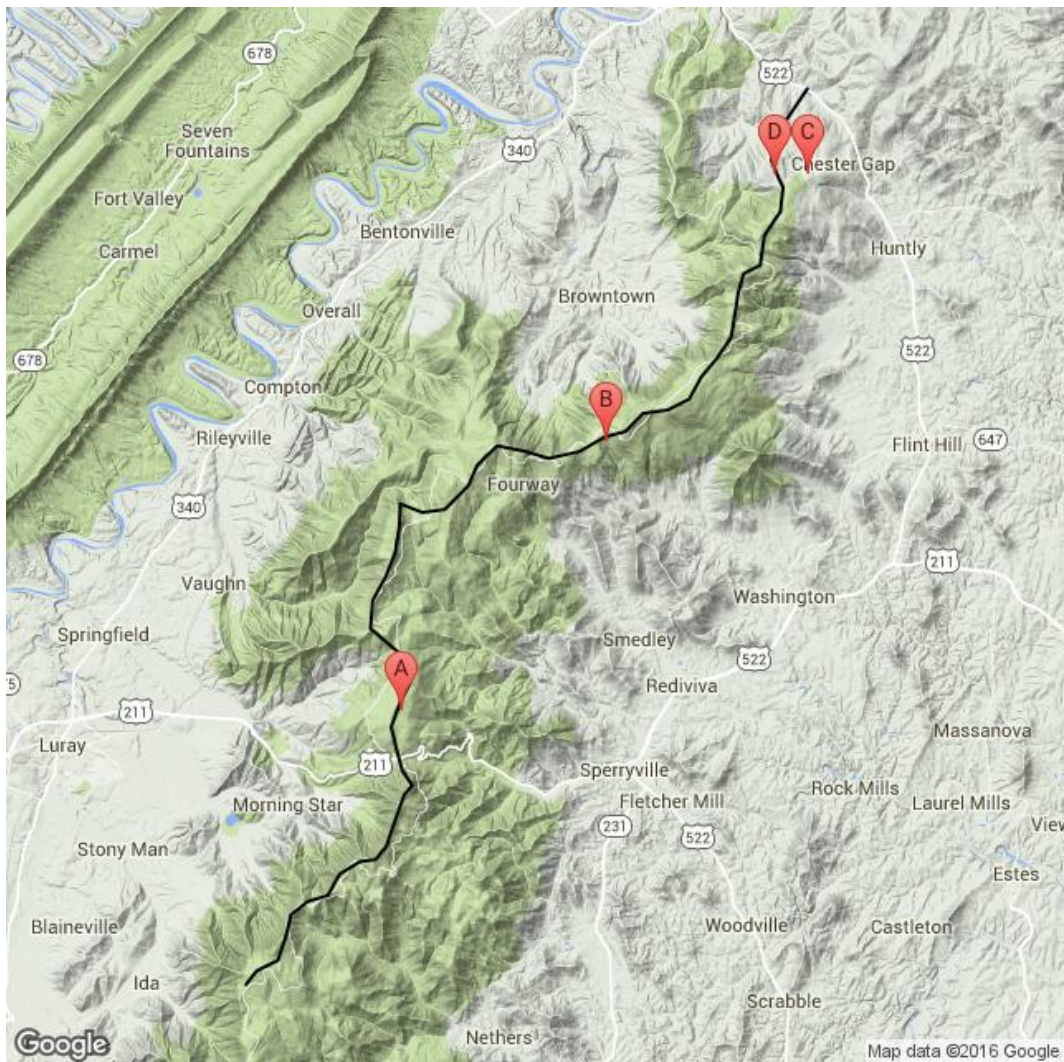 678
522
Seven
Fountains
340
D
C
Chester Gap
Fort Valley
Bentonville
Huntly
Carmel
Browntown
Overall
522
678
Compton
B
Rileyville
Flint Hill
647
Fourway
340
211
Vaughn
Washington
Springfield
Smedley
522
A
Rediviva
211
Massanova
Luray
211
Sperryville
Rock Mills
Fletcher Mill
Laurel Mills
Morning Star
231
View
522
Stony Man
Estes
Blaineville
Woodville
Castleton
Ida
Scrabble
Nethers
Google
Map data ©2016 Google